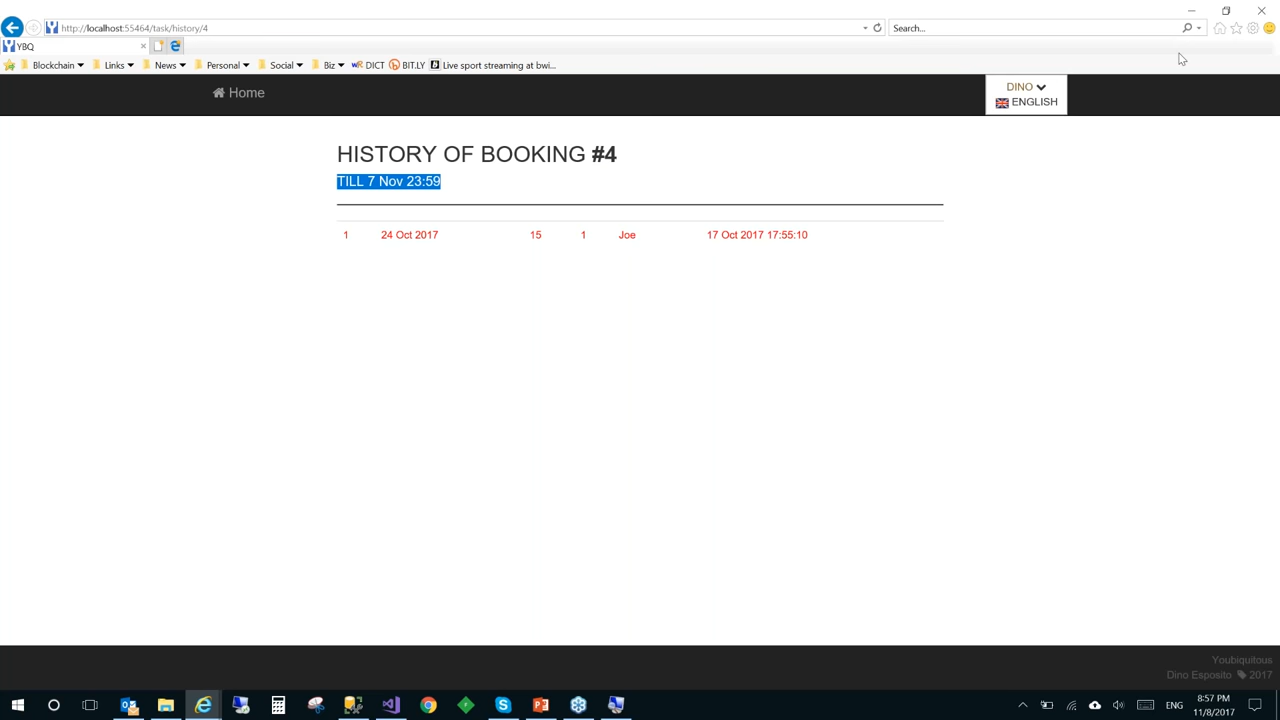 http://localhost:55464/task/history/4
Search...
YBQ
Blockchain
Links
News
Personal
Social
Biz
DICT
BIT.LY
Live sport streaming at bwi...
Home
DINO
ENGLISH
HISTORY OF BOOKING #4
TILL 7 Nov 23:59
1 24 Oct 2017 15 1 Joe 17 Oct 2017 17:55:10
Youbiquitous
Dino Esposito 2017
ENG
8:57 PM
11/8/2017